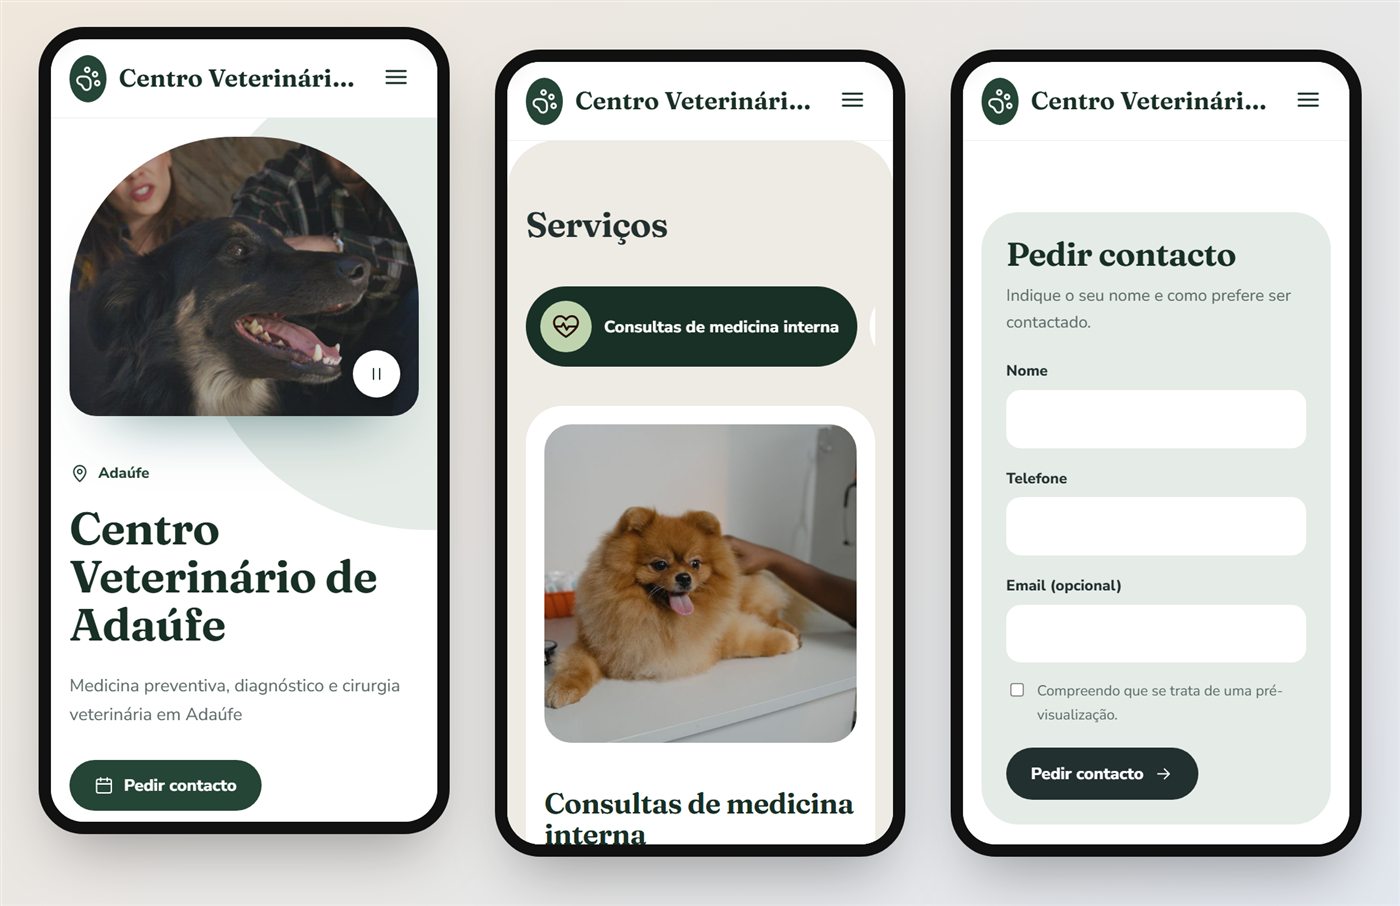 Centro Veterinári...
Adaúfe
Centro
Veterinário de
Adaúfe
Medicina preventiva, diagnóstico e cirurgia
veterinária em Adaúfe
Pedir contacto
Centro Veterinári...
Serviços
Consultas de medicina interna
Consultas de medicina
interna
Centro Veterinári...
Pedir contacto
Indique o seu nome e como prefere ser
contactado.
Nome
Telefone
Email (opcional)
Compreendo que se trata de uma pré-
visualização.
Pedir contacto